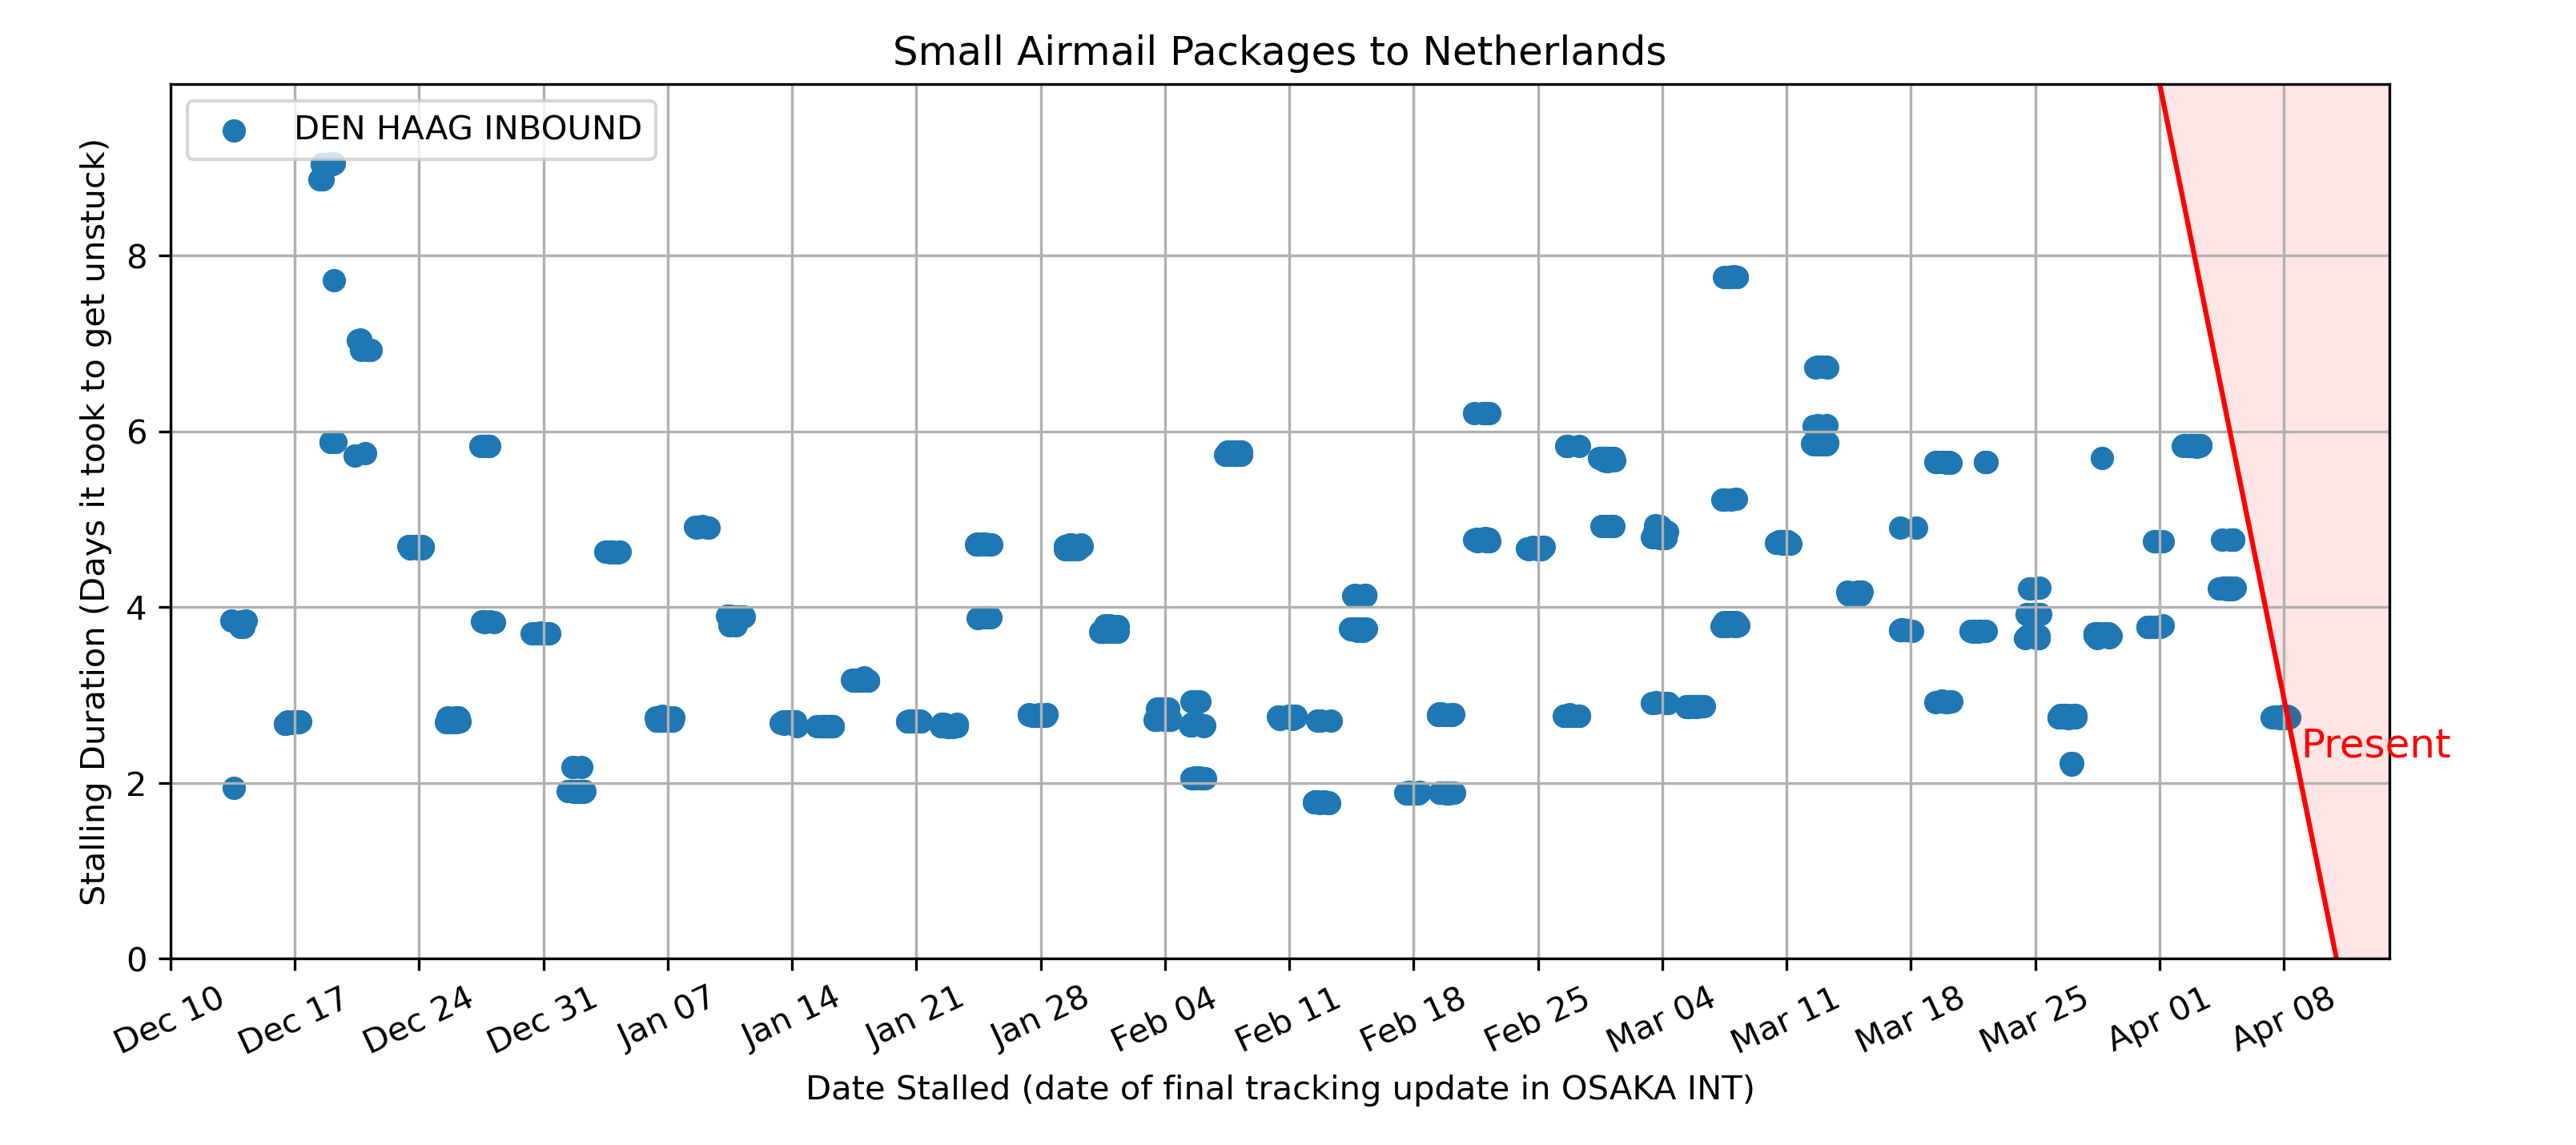 Small Airmail Packages to Netherlands
DEN HAAG INBOUND
Stalling Duration (Days it took to get unstuck)
8
6
4
2
0
Present
Dec 10
Dec 17
Dec 24
Dec 31
Jan 07
Jan 14
Jan 21
Jan 28
Feb 04
Feb 11
Feb 18
Feb 25
Mar 04
Mar 11
Mar 18
Mar 25
Apr 01
Apr 08
Date Stalled (date of final tracking update in OSAKA INT)